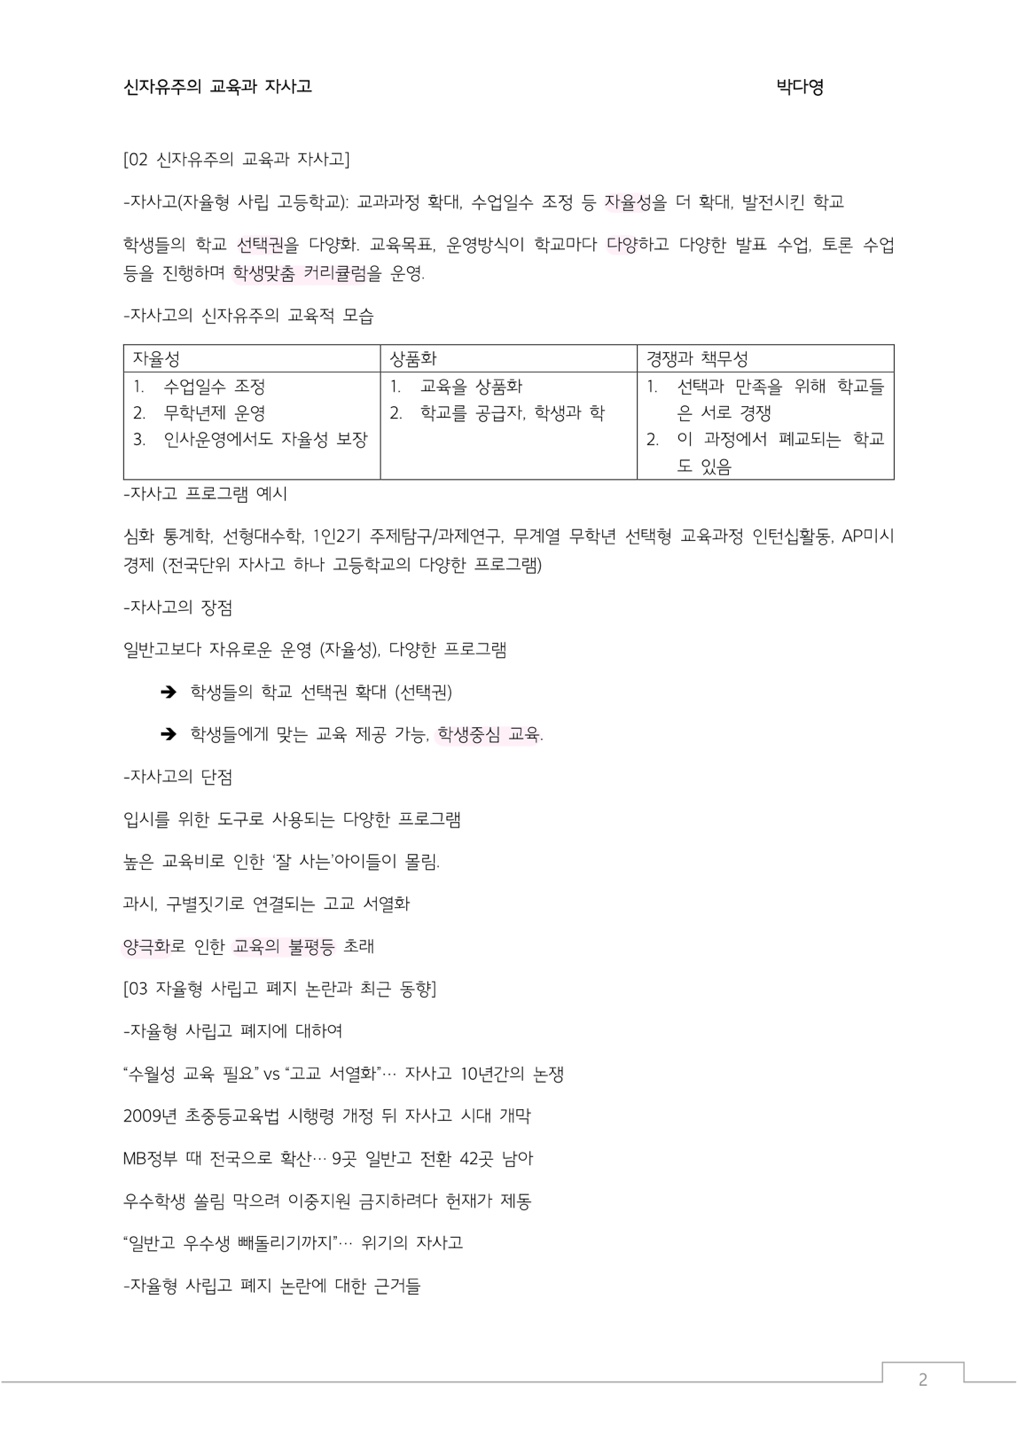 신자유주의 교육과 자사고 박다영
[02 신자유주의 교육과 자사고]
-자사고(자율형 사립 고등학교): 교과과정 확대, 수업일수 조정 등 자율성을 더 확대, 발전시킨 학교
학생들의 학교 선택권을 다양화. 교육목표, 운영방식이 학교마다 다양하고 다양한 발표 수업, 토론 수업
등을 진행하며 학생맞춤 커리큘럼을 운영.
-자사고의 신자유주의 교육적 모습
자율성
1. 수업일수 조정
2. 무학년제 운영
3. 인사운영에서도 자율성 보장
상품화
1. 교육을 상품화
2. 학교를 공급자, 학생과 학
경쟁과 책무성
1. 선택과 만족을 위해 학교들
은 서로 경쟁
2. 이 과정에서 폐교되는 학교
도 있음
-자사고 프로그램 예시
심화 통계학, 선형대수학, 1인2기 주제탐구/과제연구, 무계열 무학년 선택형 교육과정 인턴십활동, AP미시
경제 (전국단위 자사고 하나 고등학교의 다양한 프로그램)
-자사고의 장점
일반고보다 자유로운 운영 (자율성), 다양한 프로그램
➔ 학생들의 학교 선택권 확대 (선택권)
➔ 학생들에게 맞는 교육 제공 가능, 학생중심 교육.
-자사고의 단점
입시를 위한 도구로 사용되는 다양한 프로그램
높은 교육비로 인한 ‘잘 사는’아이들이 몰림.
과시, 구별짓기로 연결되는 고교 서열화
양극화로 인한 교육의 불평등 초래
[03 자율형 사립고 폐지 논란과 최근 동향]
-자율형 사립고 폐지에 대하여
“수월성 교육 필요” vs “고교 서열화”… 자사고 10년간의 논쟁
2009년 초중등교육법 시행령 개정 뒤 자사고 시대 개막
MB정부 때 전국으로 확산… 9곳 일반고 전환 42곳 남아
우수학생 쏠림 막으려 이중지원 금지하려다 헌재가 제동
“일반고 우수생 빼돌리기까지”… 위기의 자사고
-자율형 사립고 폐지 논란에 대한 근거들
2